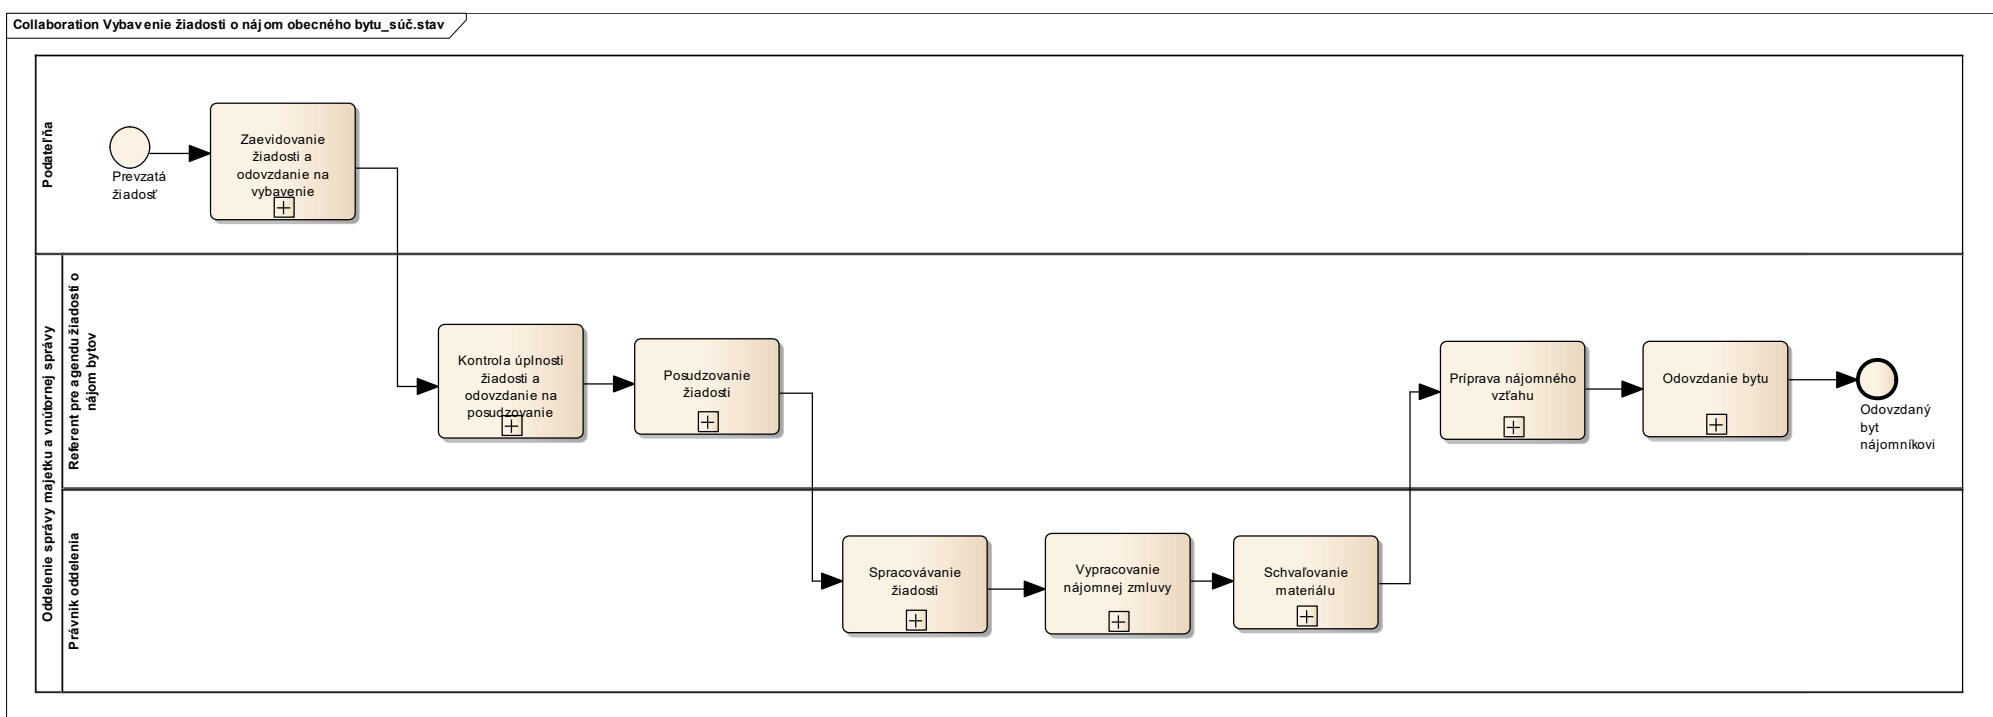 Collaboration Vybavenie žiadosti o nájom obecného bytu_súč.stav
Podateľňa
Prevzatá
žiadosť
Zaevidovanie
žiadosti a
odovzdanie na
vybavenie
Oddelenie správy majetku a vnútornej správy
Referent pre agendu žiadostí o
nájom bytov
Kontrola úplnosti
žiadosti a
odovzdanie na
posudzovanie
Posudzovanie
žiadosti
Príprava nájomného
vzťahu
Odovzdanie bytu
Odovzdaný
byt
nájomníkovi
Právnik oddelenia
Spracovávanie
žiadosti
Vypracovanie
nájomnej zmluvy
Schvaľovanie
materiálu